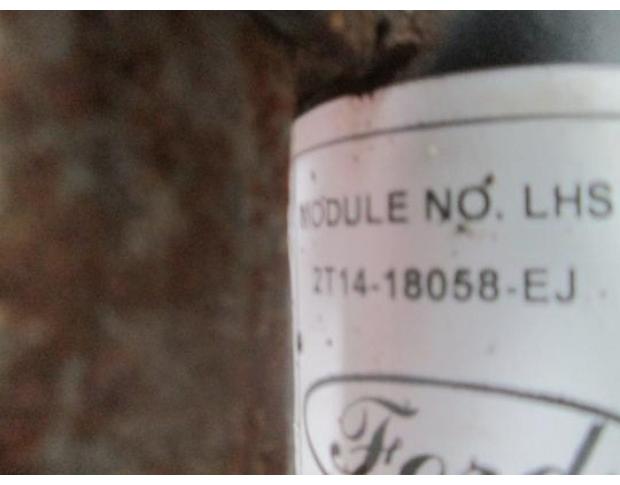 MODULE NO. LHS
2T14-18058-EJ
Ford